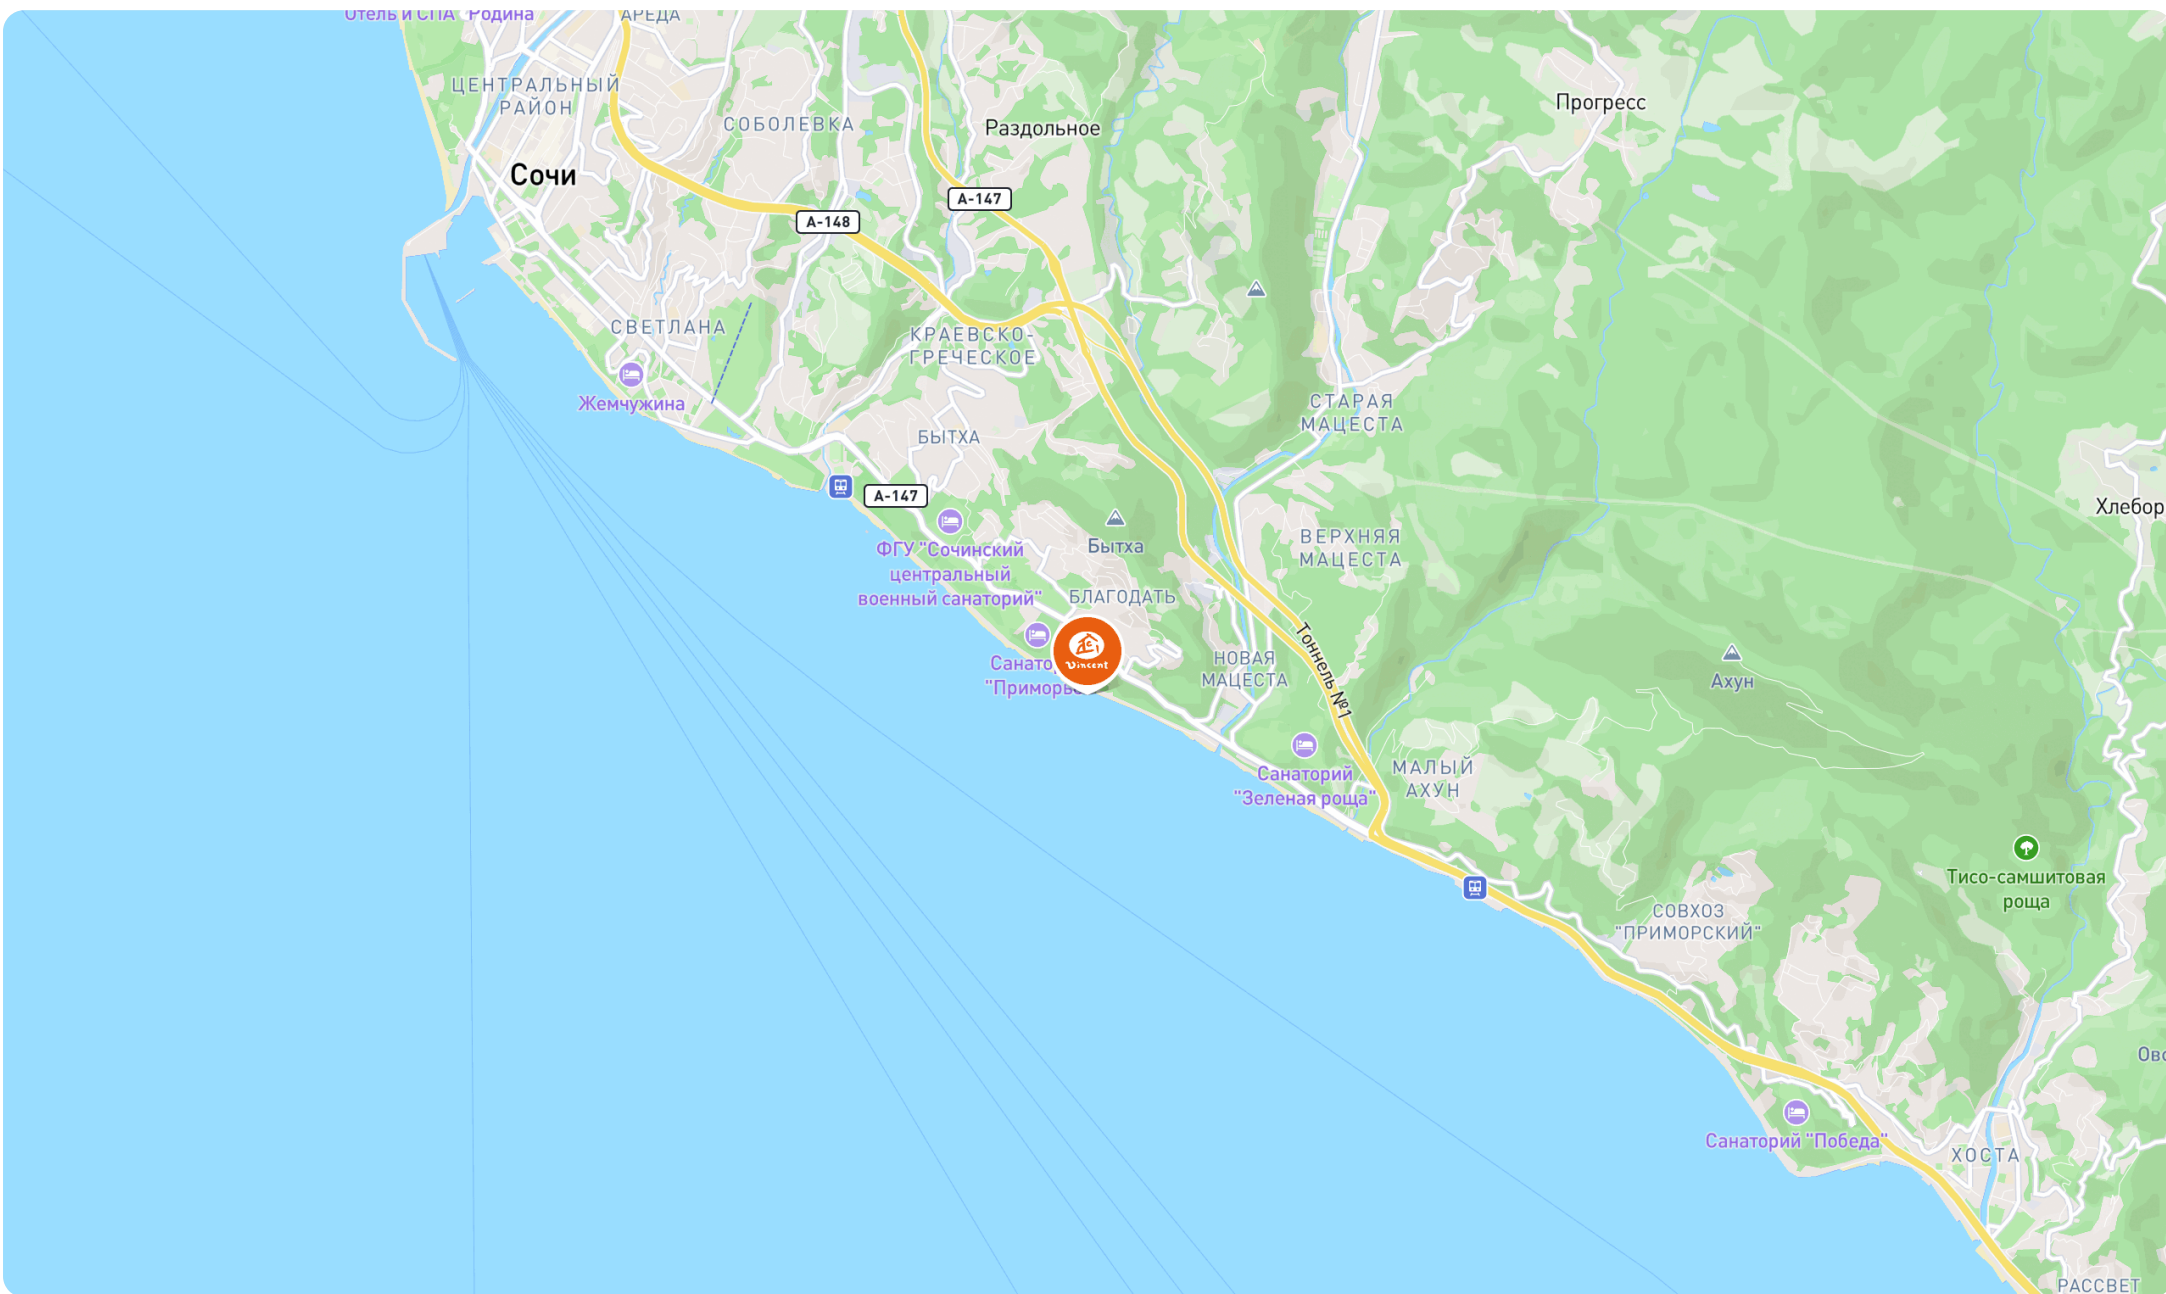 Отель и СПА "Родина
АРЕДА
ЦЕНТРАЛЬНЫЙ
РАЙОН
СОБОЛЕВКА
Раздольное
Прогресс
Сочи
А-147
А-148
СВЕТЛАНА
КРАЕВСКО-
ГРЕЧЕСКОЕ
Жемчужина
СТАРАЯ
МАЦЕСТА
БЫТХА
А-147
Хлебор
ФГУ "Сочинский
центральный
военный санаторий"
Бытха
ВЕРХНЯЯ
МАЦЕСТА
БЛАГОДАТЬ
Vincent
Санато
"Приморь
НОВАЯ
МАЦЕСТА
Тоннель №1
Ахун
Санаторий
"Зеленая роща"
МАЛЫЙ
АХУН
Тисо-самшитовая
роща
СОВХОЗ
"ПРИМОРСКИЙ"
Ово
Санаторий "Победа"
ХОСТА
РАССВЕТ